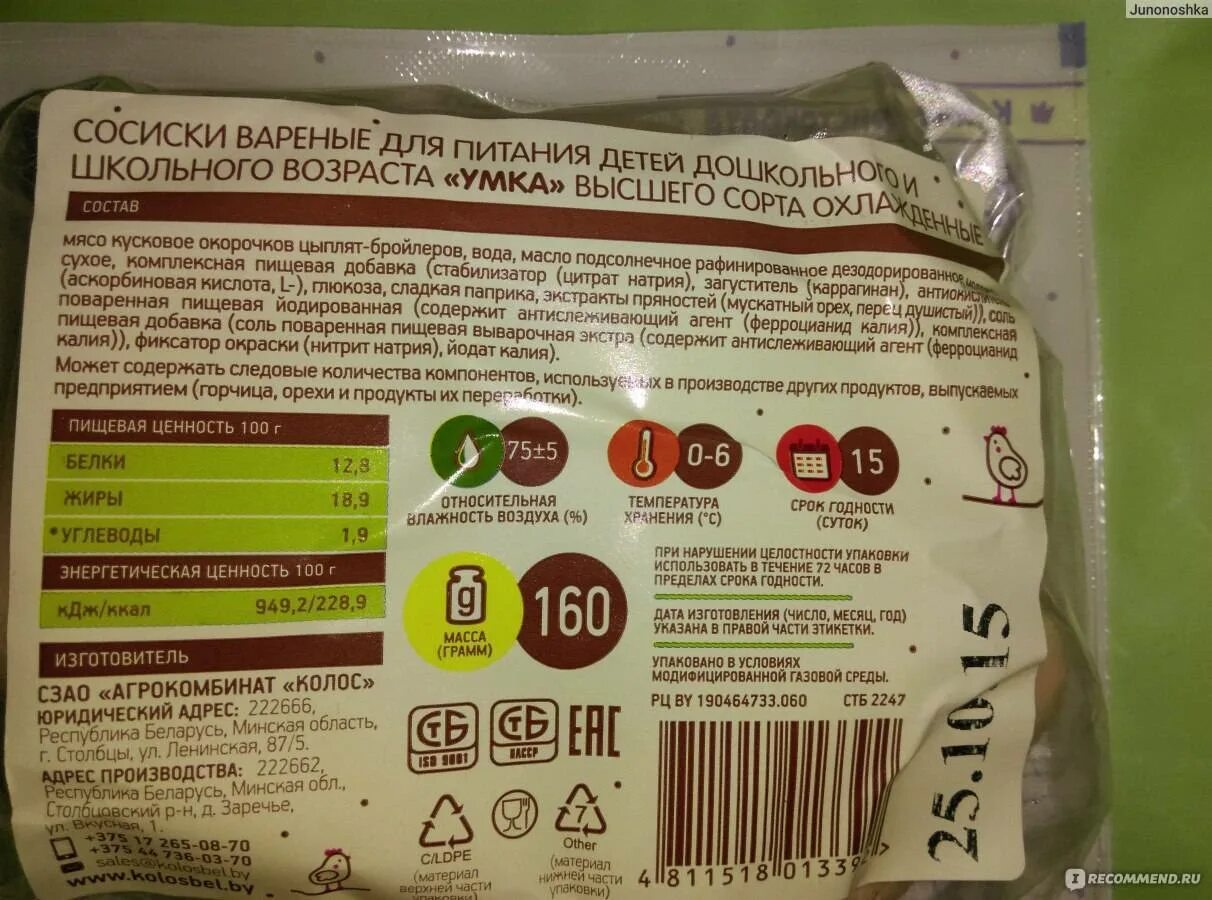 Junonoshka
СОСИСКИ ВАРЕНЫЕ ДЛЯ ПИТАНИЯ ДЕТЕЙ ДОШКОЛЬНОГО И
ШКОЛЬНОГО ВОЗРАСТА «УМКА» ВЫСШЕГО СОРТА ОХЛАЖДЕННЫЕ
СОСТАВ
мясо кусковое окорочков цыплят-бройлеров, вода, масло подсолнечное рафинированное дезодорированное,
сухое, комплексная пищевая добавка (стабилизатор (цитрат натрия), загуститель (каррагинан),
(аскорбиновая кислота, L-), глюкоза, сладкая паприка, экстракты пряностей (мускатный орех, перец душистый)), соль
поваренная пищевая йодированная (содержит антислеживающий агент (ферроцианид калия)), комплексная
пищевая добавка (соль поваренная пищевая выварочная экстра (содержит антислеживающий агент (ферроцианид
калия)), фиксатор окраски (нитрит натрия), йодат калия).
Может содержать следовые количества компонентов, используемых в производстве других продуктов, выпускаемых
предприятием (горчица, орехи и продукты их переработки).
ПИЩЕВАЯ ЦЕННОСТЬ 100 г
БЕЛКИ 12,8
ЖИРЫ 18,9
УГЛЕВОДЫ 1,9
ЭНЕРГЕТИЧЕСКАЯ ЦЕННОСТЬ 100 г
кДж/ккал 949,2/228,9
ИЗГОТОВИТЕЛЬ
СЗАО «АГРОКОМБИНАТ «КОЛОС»
ЮРИДИЧЕСКИЙ АДРЕС: 222666,
Республика Беларусь, Минская область,
г. Столбцы, ул. Ленинская, 87/5.
АДРЕС ПРОИЗВОДСТВА: 222662,
Республика Беларусь, Минская обл.,
Столбцовский р-н, д. Заречье,
ул. Вкусная, 1.
+375 17 265-08-70
+375 44 736-03-70
sales@kolosbel.by
www.kolosbel.by
75±5
ОТНОСИТЕЛЬНАЯ
ВЛАЖНОСТЬ ВОЗДУХА (%)
0-6
ТЕМПЕРАТУРА
ХРАНЕНИЯ (°С)
15
СРОК ГОДНОСТИ
(СУТОК)
g
МАССА
(ГРАММ)
160
ПРИ НАРУШЕНИИ ЦЕЛОСТНОСТИ УПАКОВКИ
ИСПОЛЬЗОВАТЬ В ТЕЧЕНИЕ 72 ЧАСОВ В
ПРЕДЕЛАХ СРОКА ГОДНОСТИ.
ДАТА ИЗГОТОВЛЕНИЯ (ЧИСЛО, МЕСЯЦ, ГОД)
УКАЗАНА В ПРАВОЙ ЧАСТИ ЭТИКЕТКИ.
УПАКОВАНО В УСЛОВИЯХ
МОДИФИЦИРОВАННОЙ ГАЗОВОЙ СРЕДЫ.
РЦ BY 190464733.060 СТБ 2247
СТБ
ISO 9001
СТБ
НАССР
ЕАС
C/LDPE
(материал
верхней части
упаковки)
7
Other
(материал
нижней части
упаковки)
4 811518 0133
25.10.15
IRECOMMEND.RU